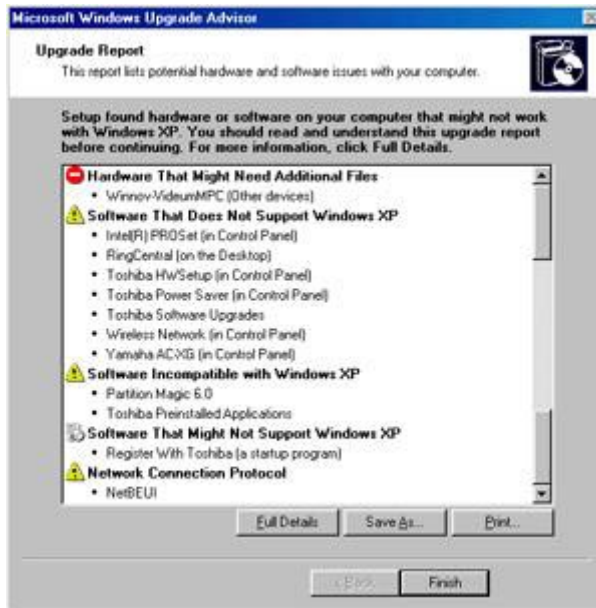 Microsoft Windows Upgrade Advisor
Upgrade Report
This report lists potential hardware and software issues with your computer.
Setup found hardware or software on your computer that might not work
with Windows XP. You should read and understand this upgrade report
before continuing. For more information, click Full Details.
Hardware That Might Need Additional Files
• Winnov-VideumMPC (Other devices)
Software That Does Not Support Windows XP
• Intel(R) PROSet (in Control Panel)
• RingCentral (on the Desktop)
• Toshiba HWSetup (in Control Panel)
• Toshiba Power Saver (in Control Panel)
• Toshiba Software Upgrades
• Wireless Network (in Control Panel)
• Yamaha AC-XG (in Control Panel)
Software Incompatible with Windows XP
• Partition Magic 6.0
• Toshiba Preinstalled Applications
Software That Might Not Support Windows XP
• Register With Toshiba (a startup program)
Network Connection Protocol
• NetBEUI
Full Details Save As... Print...
< Back Finish